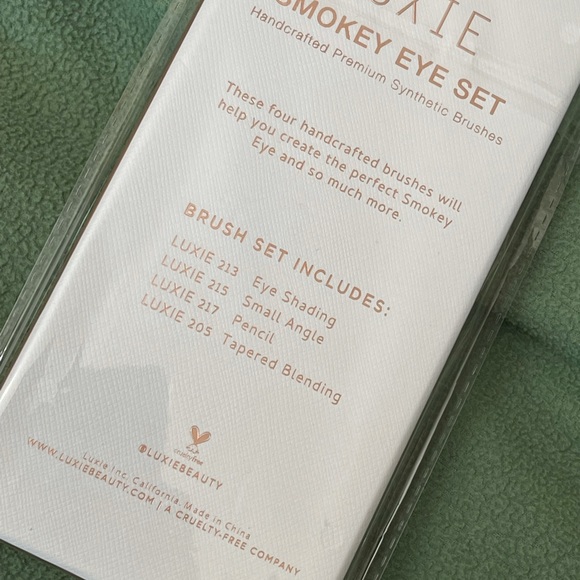 LUXIE
SMOKEY EYE SET
Handcrafted Premium Synthetic Brushes
These four handcrafted brushes will
help you create the perfect Smokey
Eye and so much more.
BRUSH SET INCLUDES:
LUXIE 213 Eye Shading
LUXIE 215 Small Angle
LUXIE 217 Pencil
LUXIE 205 Tapered Blending
crueltyfree
@LUXIEBEAUTY
Luxie Inc, California. Made in China
WWW.LUXIEBEAUTY.COM | A CRUELTY-FREE COMPANY